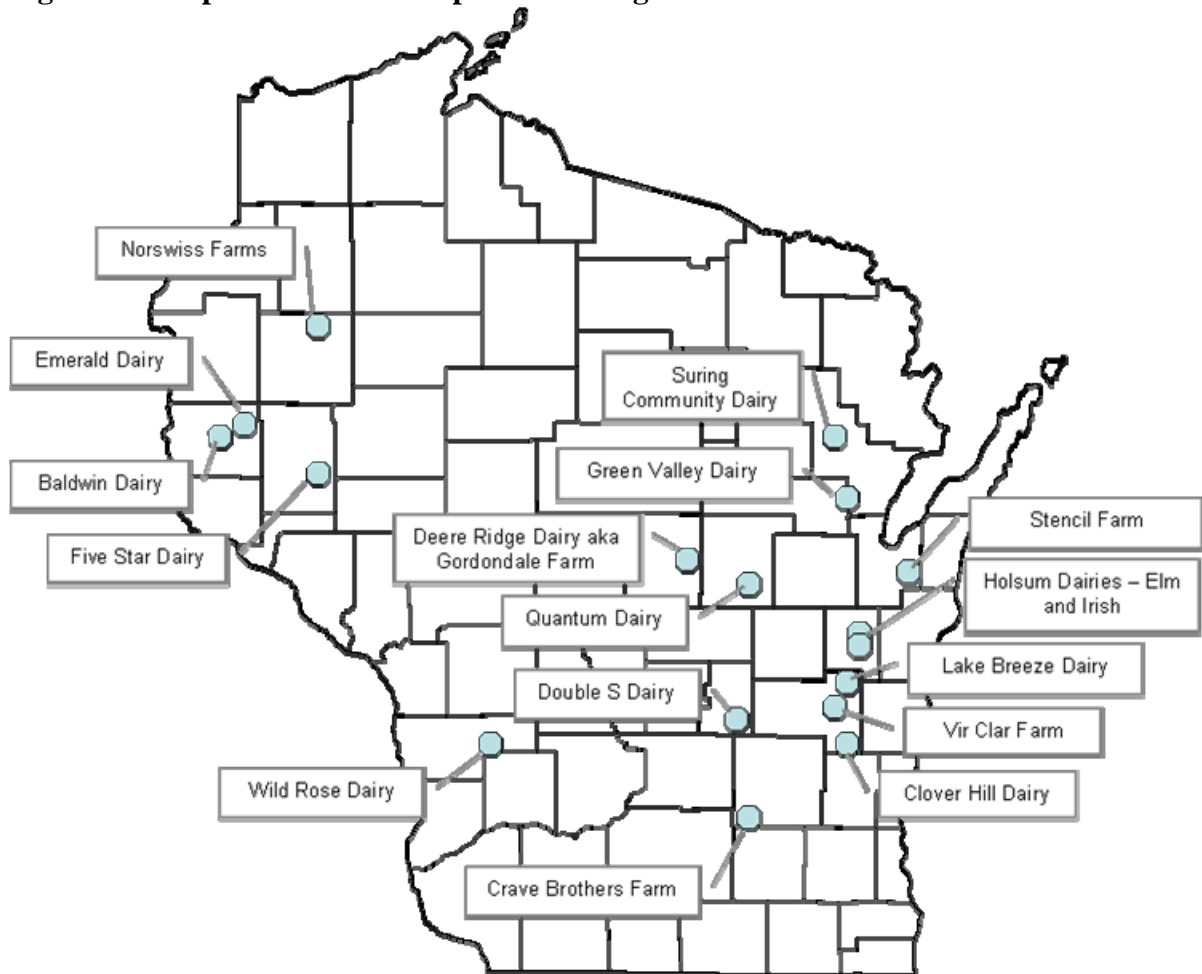 Norswiss Farms
Emerald Dairy
Suring
Community Dairy
Baldwin Dairy
Green Valley Dairy
Stencil Farm
Five Star Dairy
Deere Ridge Dairy aka
Gordondale Farm
Holsum Dairies – Elm
and Irish
Quantum Dairy
Lake Breeze Dairy
Double S Dairy
Vir Clar Farm
Wild Rose Dairy
Clover Hill Dairy
Crave Brothers Farm